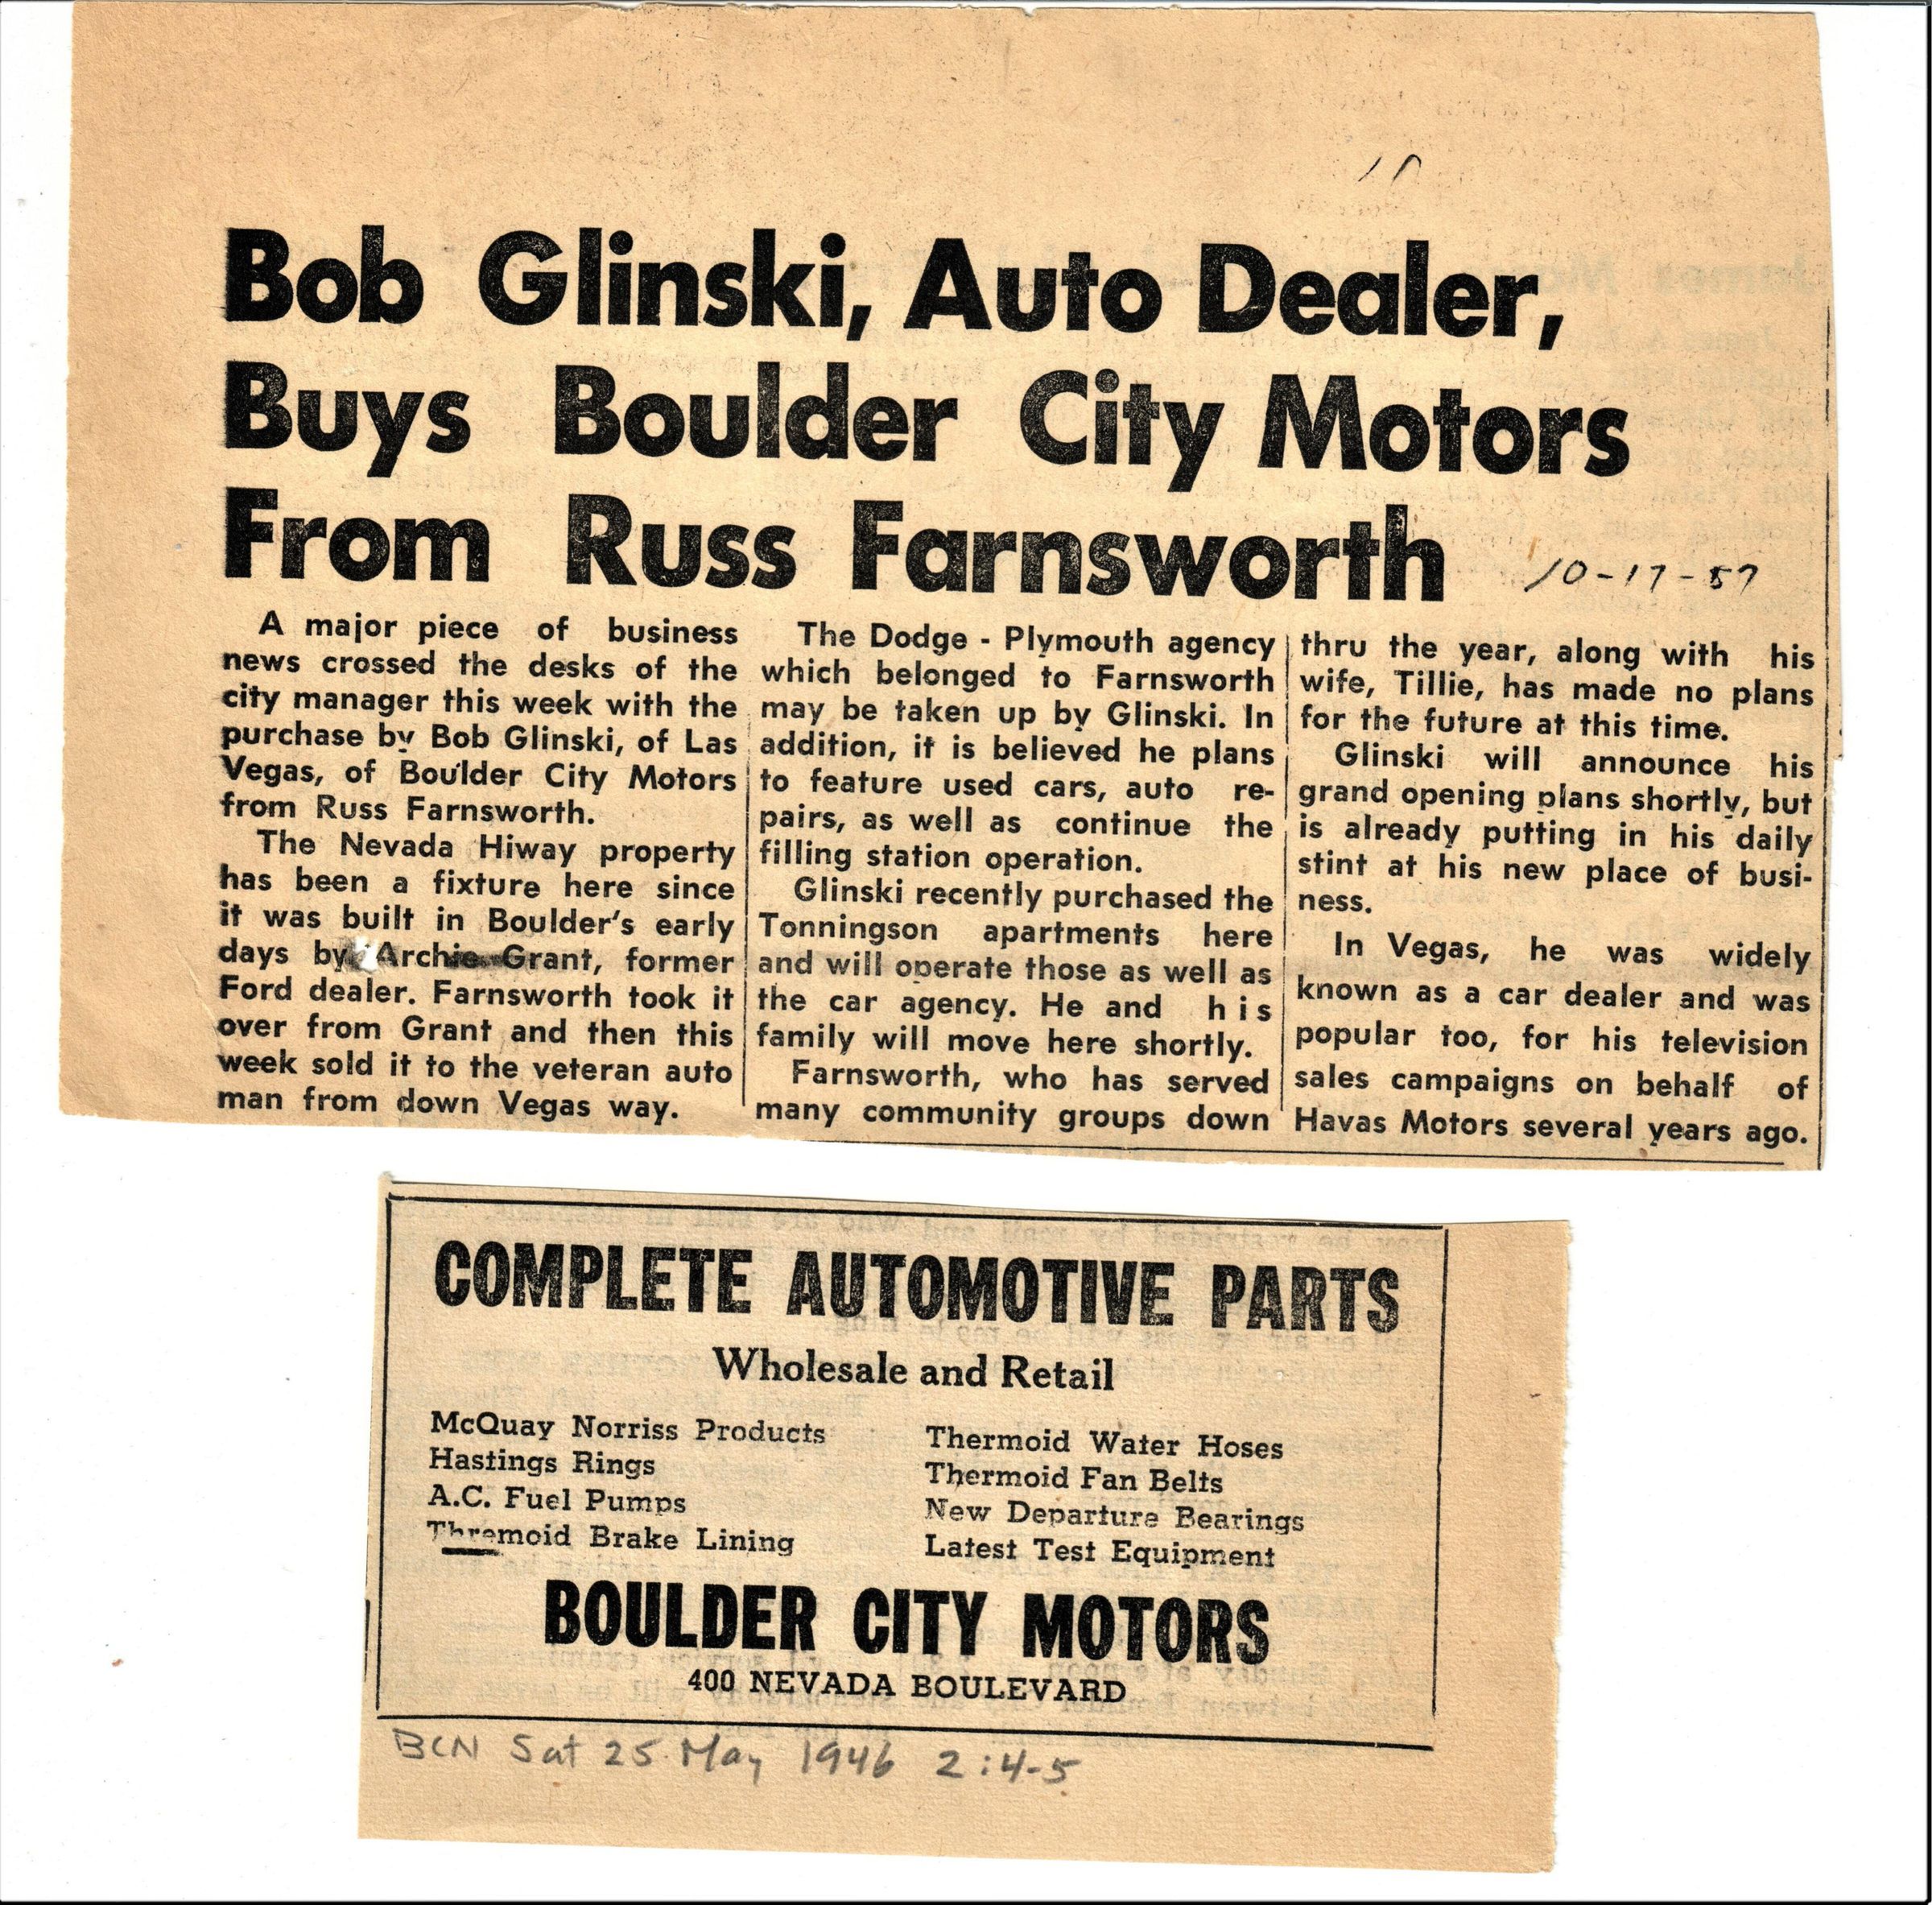 Bob Glinski, Auto Dealer,
Buys Boulder City Motors
From Russ Farnsworth
10-17-57
A major piece of business
news crossed the desks of the
city manager this week with the
purchase by Bob Glinski, of Las
Vegas, of Boulder City Motors
from Russ Farnsworth.
The Nevada Hiway property
has been a fixture here since
it was built in Boulder's early
days by Archie Grant, former
Ford dealer. Farnsworth took it
over from Grant and then this
week sold it to the veteran auto
man from down Vegas way.
The Dodge - Plymouth agency
which belonged to Farnsworth
may be taken up by Glinski. In
addition, it is believed he plans
to feature used cars, auto re-
pairs, as well as continue the
filling station operation.
Glinski recently purchased the
Tonningson apartments here
and will operate those as well as
the car agency. He and his
family will move here shortly.
Farnsworth, who has served
many community groups down
thru the year, along with his
wife, Tillie, has made no plans
for the future at this time.
Glinski will announce his
grand opening plans shortly, but
is already putting in his daily
stint at his new place of busi-
ness.
In Vegas, he was widely
known as a car dealer and was
popular too, for his television
sales campaigns on behalf of
Havas Motors several years ago.
COMPLETE AUTOMOTIVE PARTS
Wholesale and Retail
McQuay Norriss Products
Hastings Rings
A.C. Fuel Pumps
Thremoid Brake Lining
Thermoid Water Hoses
Thermoid Fan Belts
New Departure Bearings
Latest Test Equipment
BOULDER CITY MOTORS
400 NEVADA BOULEVARD
BCN Sat 25 May 1946 2:4-5